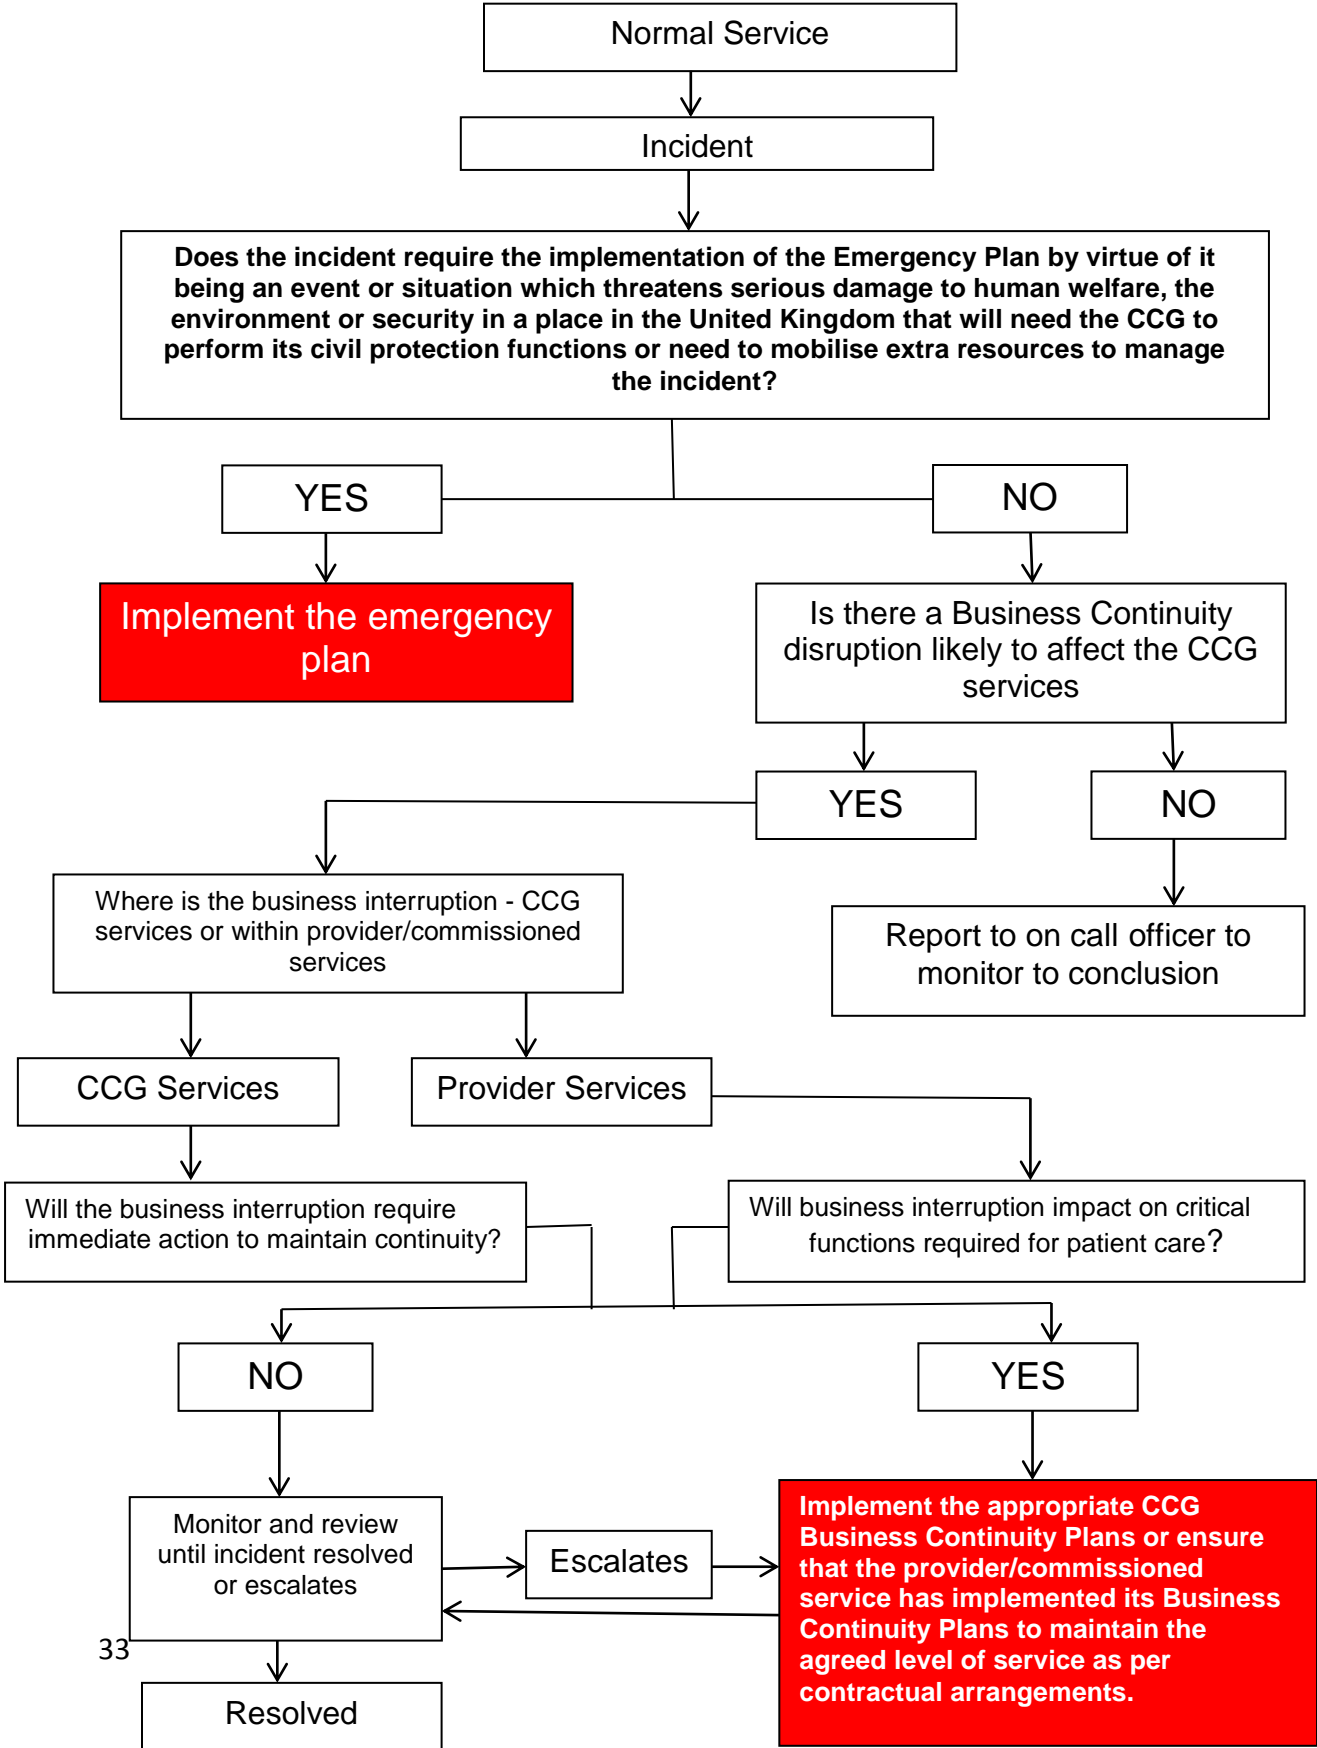 Normal Service
Incident
Does the incident require the implementation of the Emergency Plan by virtue of it
being an event or situation which threatens serious damage to human welfare, the
environment or security in a place in the United Kingdom that will need the CCG to
perform its civil protection functions or need to mobilise extra resources to manage
the incident?
YES
NO
Implement the emergency
plan
Is there a Business Continuity
disruption likely to affect the CCG
services
YES
NO
Where is the business interruption - CCG
services or within provider/commissioned
services
Report to on call officer to
monitor to conclusion
CCG Services
Provider Services
Will the business interruption require
immediate action to maintain continuity?
Will business interruption impact on critical
functions required for patient care?
NO
YES
Monitor and review
until incident resolved
or escalates
Escalates
Implement the appropriate CCG
Business Continuity Plans or ensure
that the provider/commissioned
service has implemented its Business
Continuity Plans to maintain the
agreed level of service as per
contractual arrangements.
33
Resolved